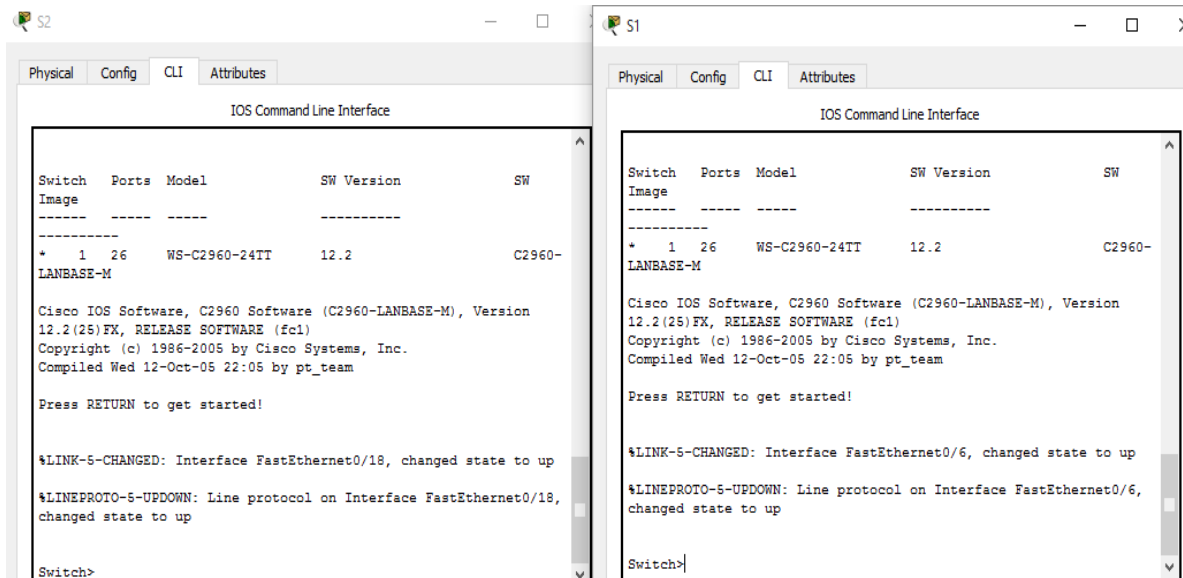 S2
Physical Config CLI Attributes
IOS Command Line Interface
Switch Ports Model SW Version SW
Image
------ ----- ----- ----------
----------
* 1 26 WS-C2960-24TT 12.2 C2960-
LANBASE-M
Cisco IOS Software, C2960 Software (C2960-LANBASE-M), Version
12.2(25)FX, RELEASE SOFTWARE (fc1)
Copyright (c) 1986-2005 by Cisco Systems, Inc.
Compiled Wed 12-Oct-05 22:05 by pt_team
Press RETURN to get started!
%LINK-5-CHANGED: Interface FastEthernet0/18, changed state to up
%LINEPROTO-5-UPDOWN: Line protocol on Interface FastEthernet0/18,
changed state to up
Switch>
S1
Physical Config CLI Attributes
IOS Command Line Interface
Switch Ports Model SW Version SW
Image
------ ----- ----- ----------
----------
* 1 26 WS-C2960-24TT 12.2 C2960-
LANBASE-M
Cisco IOS Software, C2960 Software (C2960-LANBASE-M), Version
12.2(25)FX, RELEASE SOFTWARE (fc1)
Copyright (c) 1986-2005 by Cisco Systems, Inc.
Compiled Wed 12-Oct-05 22:05 by pt_team
Press RETURN to get started!
%LINK-5-CHANGED: Interface FastEthernet0/6, changed state to up
%LINEPROTO-5-UPDOWN: Line protocol on Interface FastEthernet0/6,
changed state to up
Switch>